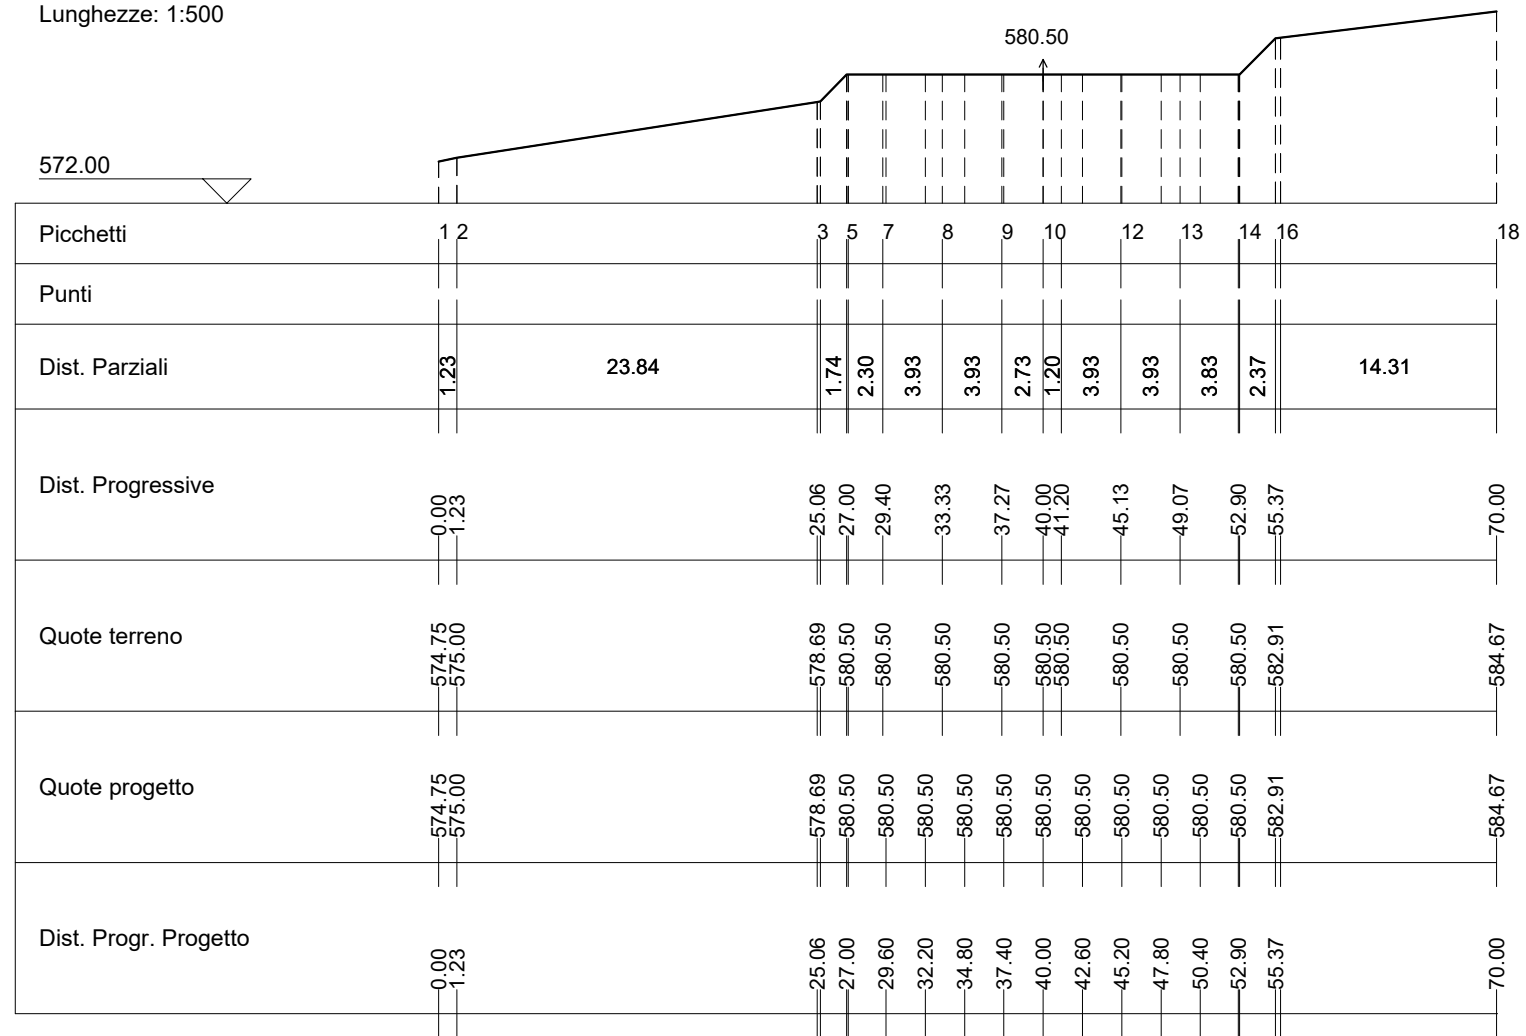 Lunghezze: 1:500
580.50
572.00
Picchetti 1 2 3 5 7 8 9 10 12 13 14 16 18
Punti
Dist. Parziali 1.23 23.84 1.74 2.30 3.93 3.93 2.73 1.20 3.93 3.93 3.83 2.37 14.31
Dist. Progressive 0.00 1.23 25.06 27.00 29.40 33.33 37.27 40.00 41.20 45.13 49.07 52.90 55.37 70.00
Quote terreno 574.75 575.00 578.69 580.50 580.50 580.50 580.50 580.50 580.50 580.50 580.50 580.50 582.91 584.67
Quote progetto 574.75 575.00 578.69 580.50 580.50 580.50 580.50 580.50 580.50 580.50 580.50 580.50 580.50 580.50 582.91 584.67
Dist. Progr. Progetto 0.00 1.23 25.06 27.00 29.60 32.20 34.80 37.40 40.00 42.60 45.20 47.80 50.40 52.90 55.37 70.00